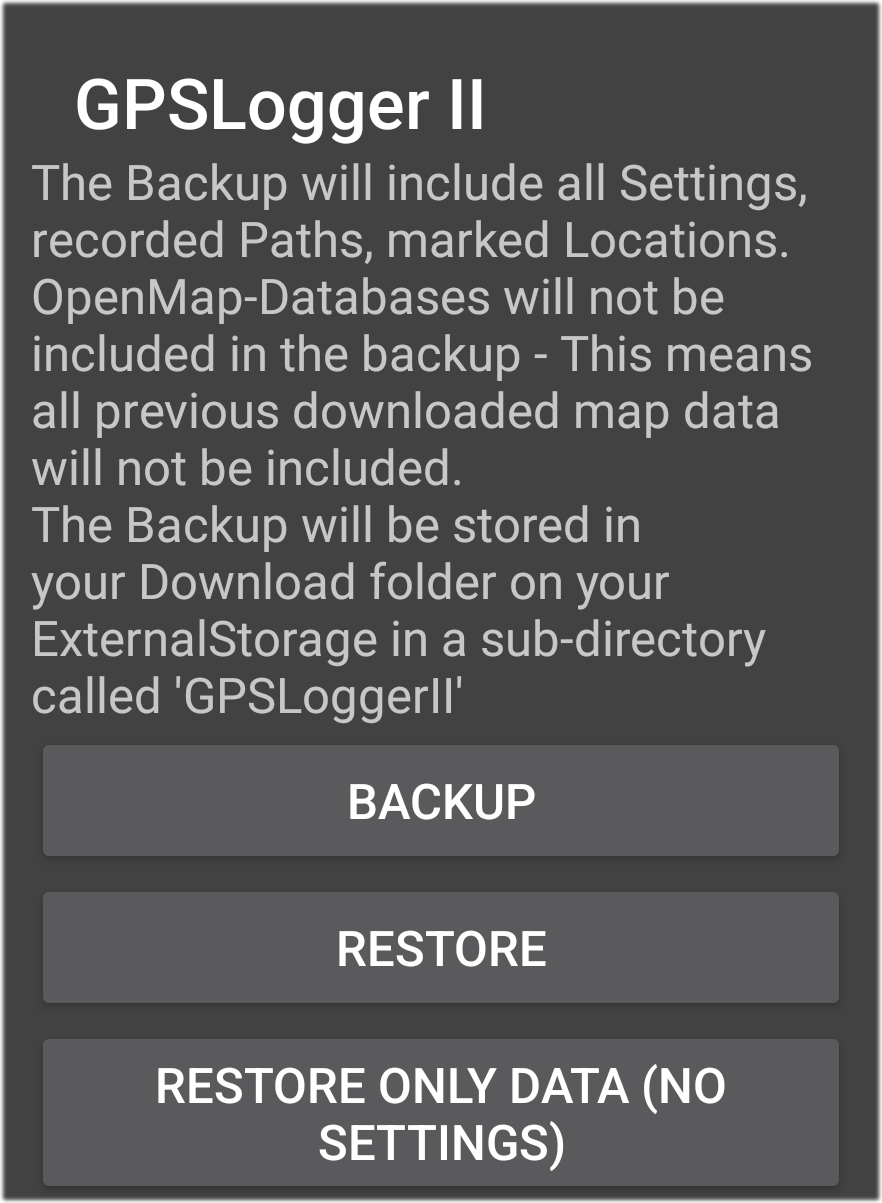 GPSLogger II
The Backup will include all Settings,
recorded Paths, marked Locations.
OpenMap-Databases will not be
included in the backup - This means
all previous downloaded map data
will not be included.
The Backup will be stored in
your Download folder on your
ExternalStorage in a sub-directory
called 'GPSLoggerII'
BACKUP
RESTORE
RESTORE ONLY DATA (NO
SETTINGS)